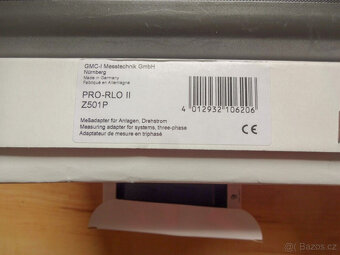 GMC-I Messtechnik GmbH
Nürnberg
Made in Germany
Fabriqué en Allemagne
PRO-RLO II
Z501P
4 012932 106206
Meßadapter für Anlagen, Drehstrom
Measuring adapter for systems, three-phase
Adaptateur de mesure en triphasé
CE
Sbazar.cz